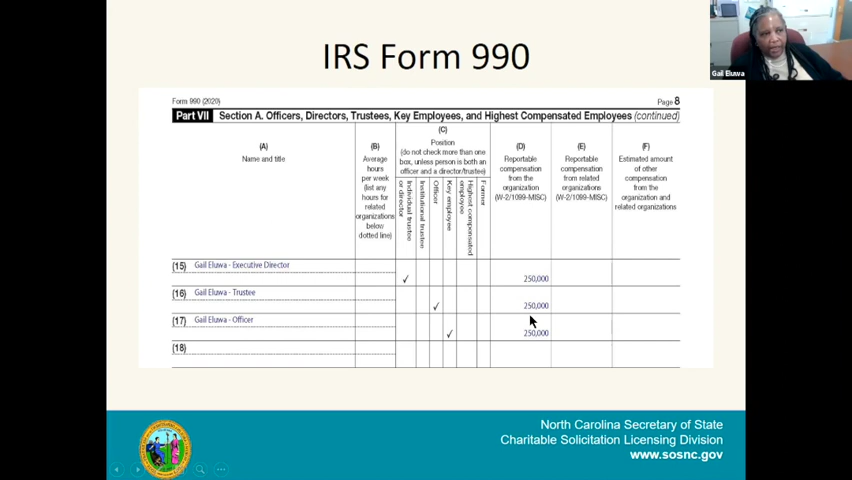 IRS Form 990
Gail Eluwa
Form 990 (2020)
Page 8
Part VII Section A. Officers, Directors, Trustees, Key Employees, and Highest Compensated Employees (continued)
(A)
Name and title
(B)
Average
hours
per week
(list any
hours for
related
organizations
below
dotted line)
(C)
Position
(do not check more than one
box, unless person is both an
officer and a director/trustee)
Individual trustee
or director
Institutional trustee
Officer
Key employee
Highest compensated
employee
Former
(D)
Reportable
compensation
from the
organization
(W-2/1099-MISC)
(E)
Reportable
compensation
from related
organizations
(W-2/1099-MISC)
(F)
Estimated amount
of other
compensation
from the
organization and
related organizations
(15) Gail Eluwa - Executive Director
✓ 250,000
(16) Gail Eluwa - Trustee
✓ 250,000
(17) Gail Eluwa - Officer
✓ 250,000
(18)
North Carolina Secretary of State
Charitable Solicitation Licensing Division
www.sosnc.gov